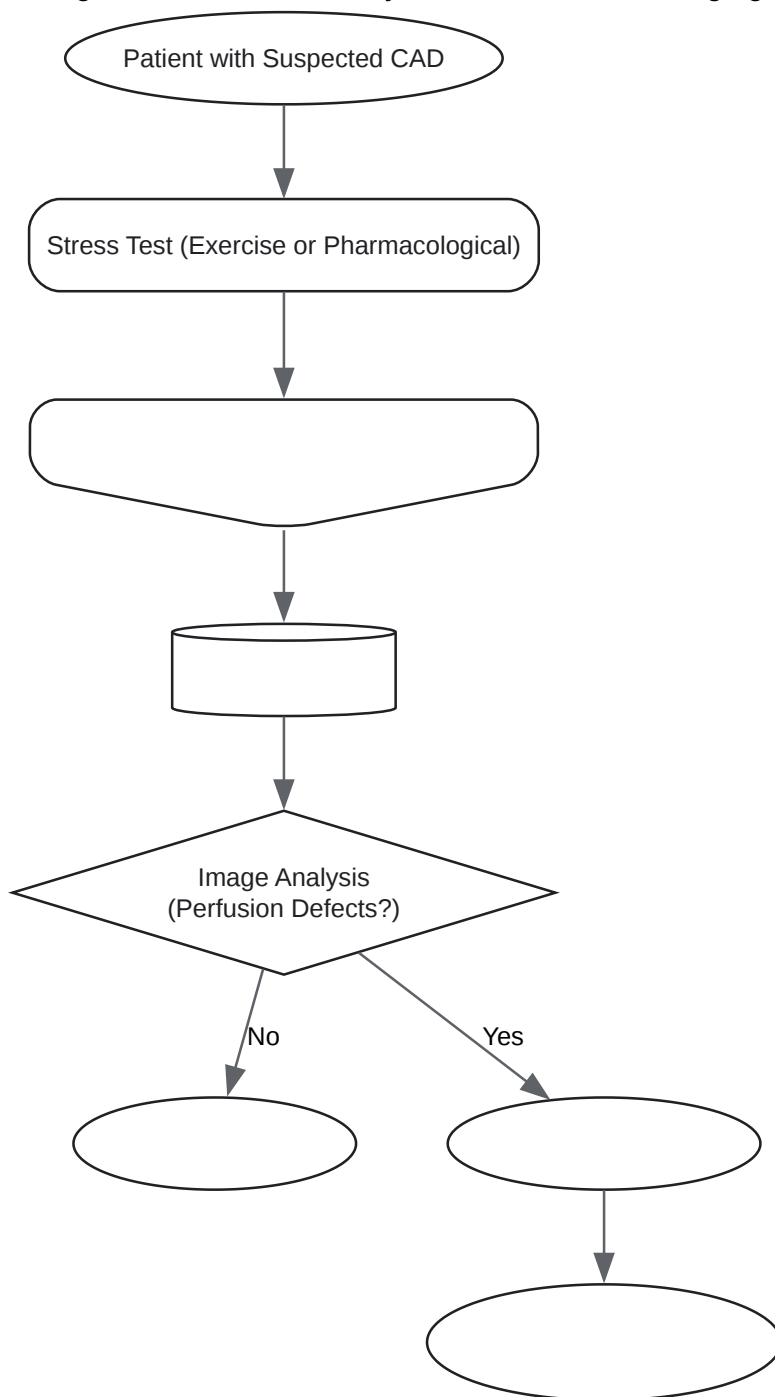 Patient with Suspected CAD
Stress Test (Exercise or Pharmacological)
Image Analysis
(Perfusion Defects?)
No
Yes